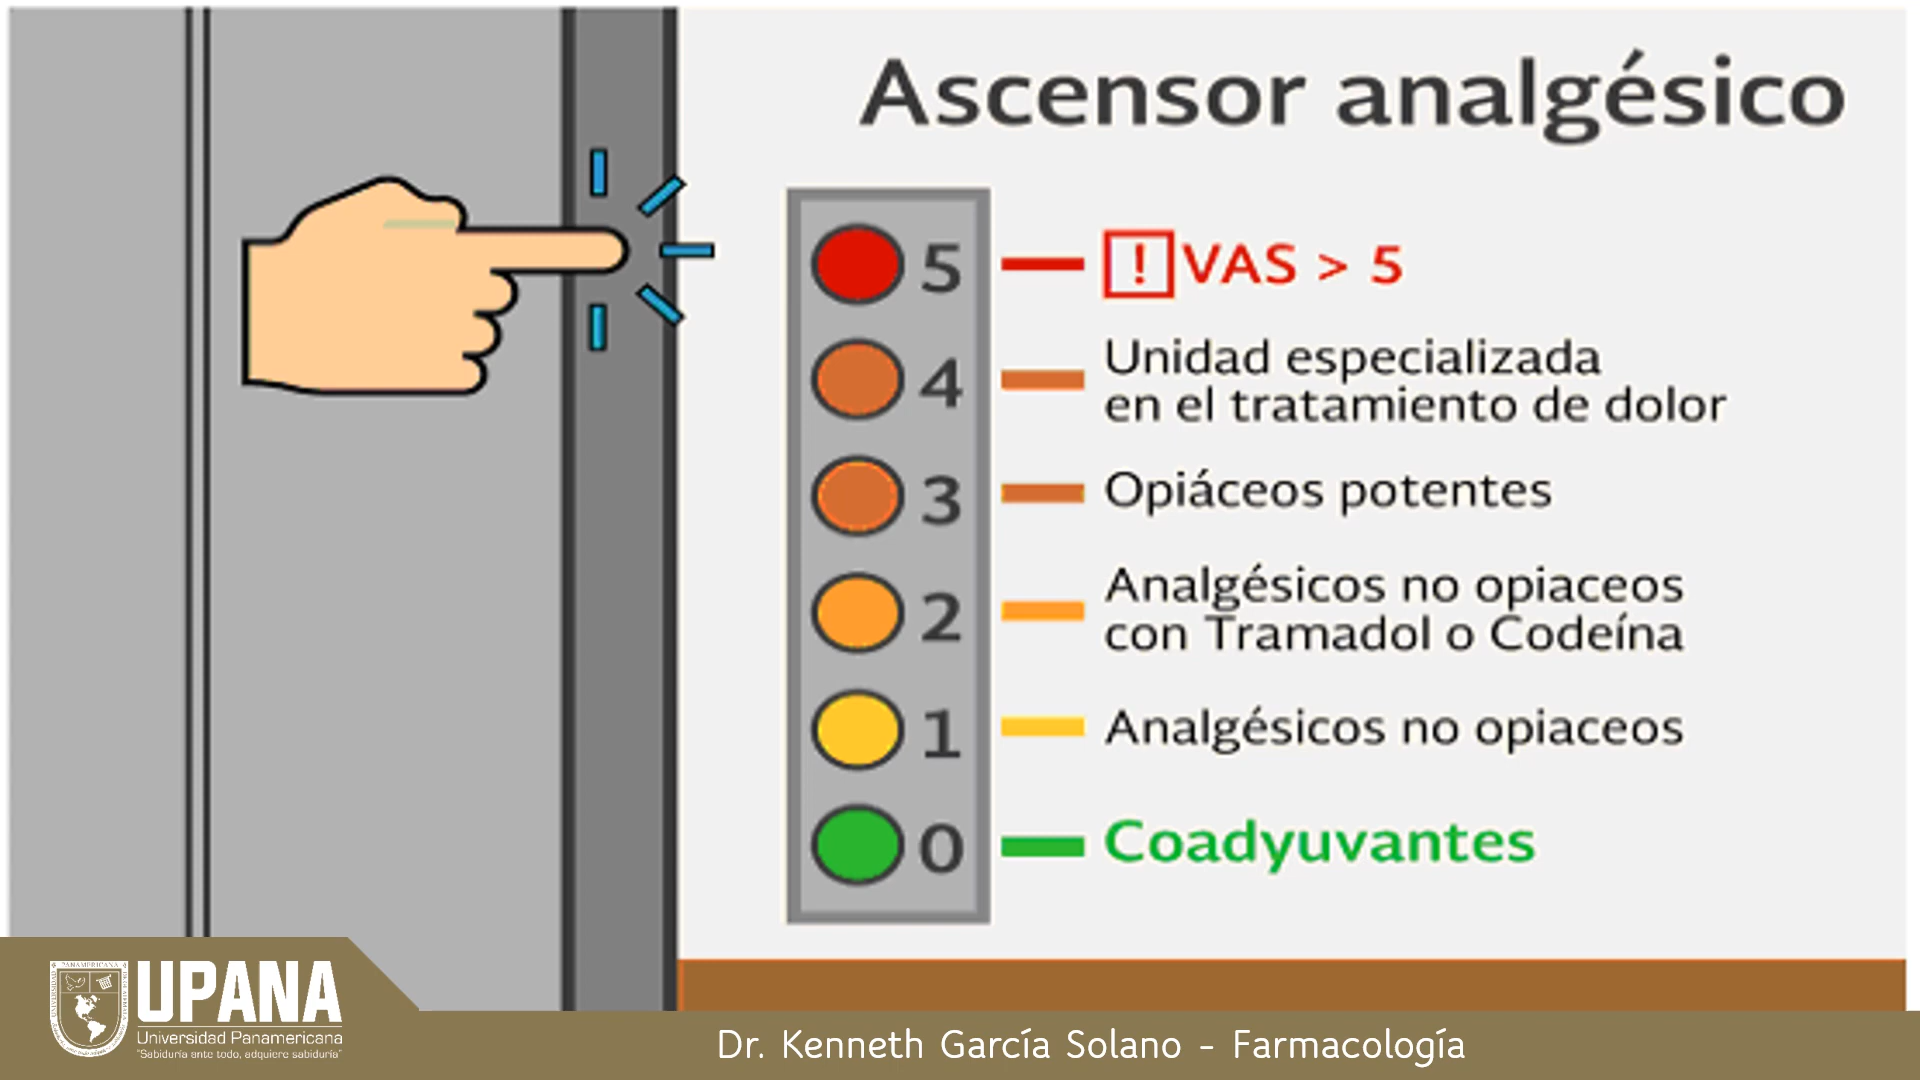 Ascensor analgésico
5 ! VAS > 5
4 Unidad especializada
en el tratamiento de dolor
3 Opiáceos potentes
2 Analgésicos no opiaceos
con Tramadol o Codeína
1 Analgésicos no opiaceos
0 Coadyuvantes
UPANA
Universidad Panamericana
"Sabiduría ante todo, adquiere sabiduría"
Dr. Kenneth García Solano - Farmacología